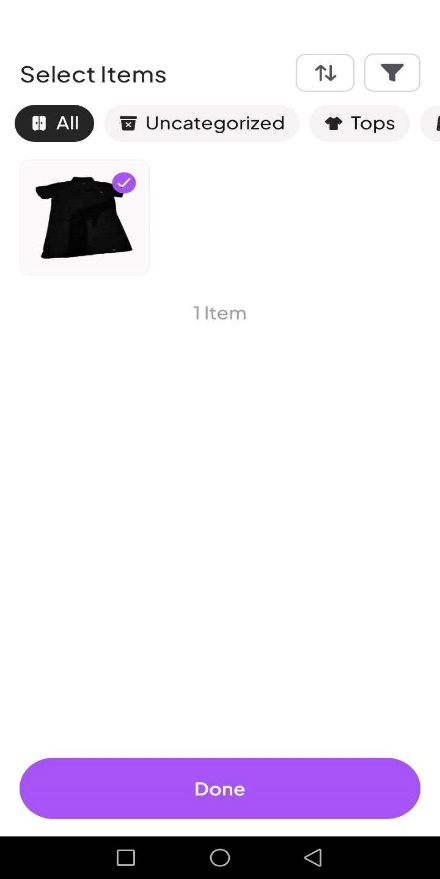 Select Items
All
Uncategorized
Tops
1 Item
Done